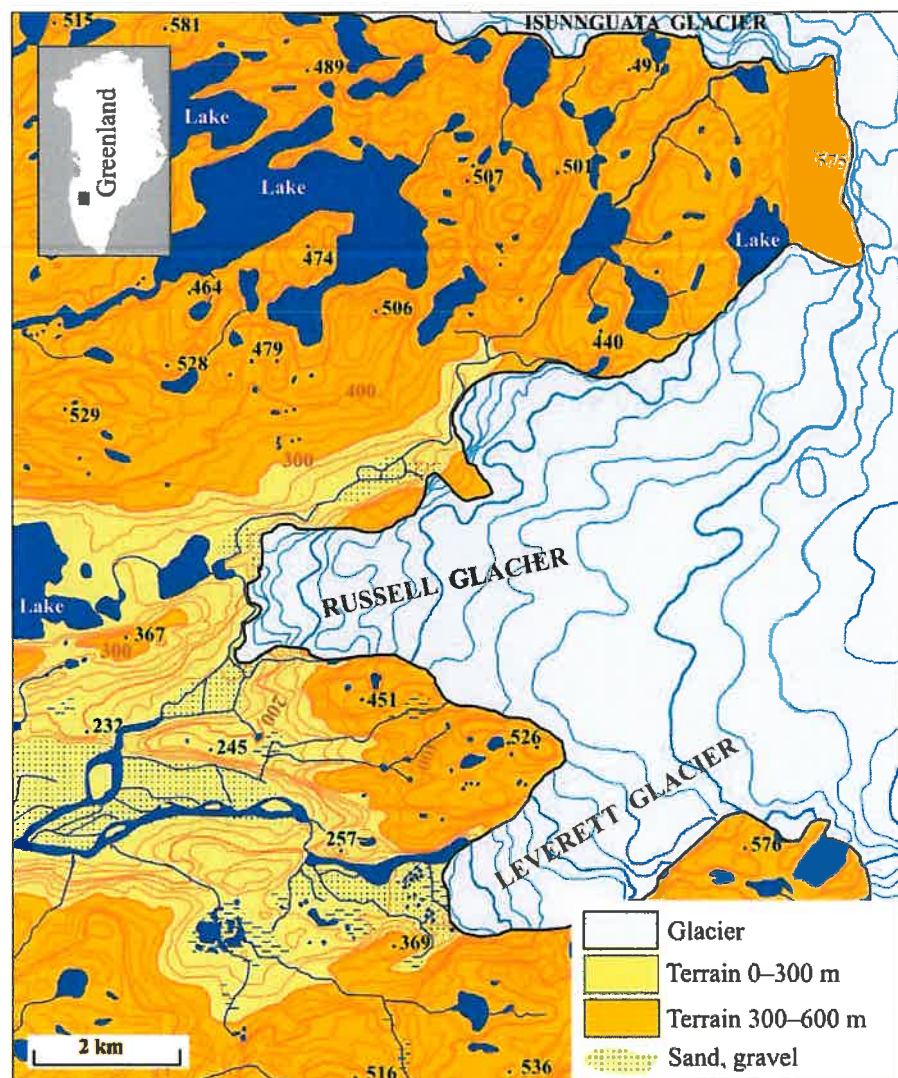 ISUNNGUATA GLACIER
515
581
489
491
Lake
Greenland
Lake
507
501
575
Lake
474
464
506
479
528
440
400
529
300
RUSSELL GLACIER
Lake
367
300
200
451
232
245
526
LEVERETT GLACIER
257
576
369
Glacier
Terrain 0–300 m
Terrain 300–600 m
Sand, gravel
2 km
516
536